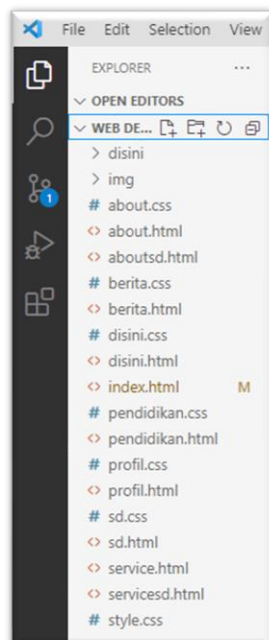 File Edit Selection View
EXPLORER ...
OPEN EDITORS
WEB DE...
disini
img
# about.css
<> about.html
<> aboutsd.html
# berita.css
<> berita.html
# disini.css
<> disini.html
<> index.html M
# pendidikan.css
<> pendidikan.html
# profil.css
<> profil.html
# sd.css
<> sd.html
<> service.html
<> servicesd.html
# style.css
1